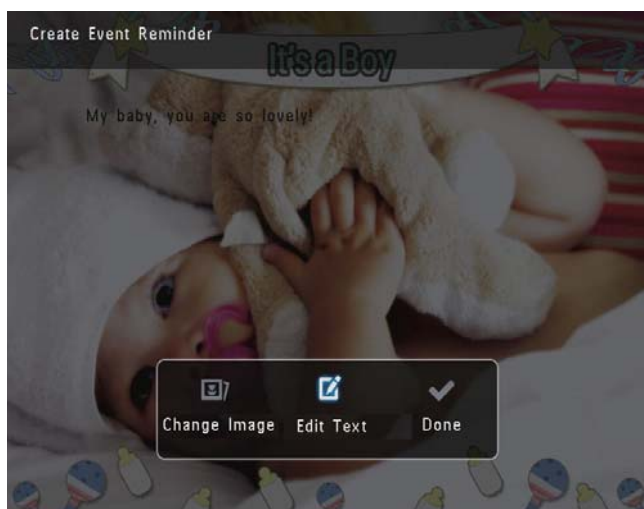 Create Event Reminder
It's a Boy
My baby, you are so lovely!
Change Image
Edit Text
Done